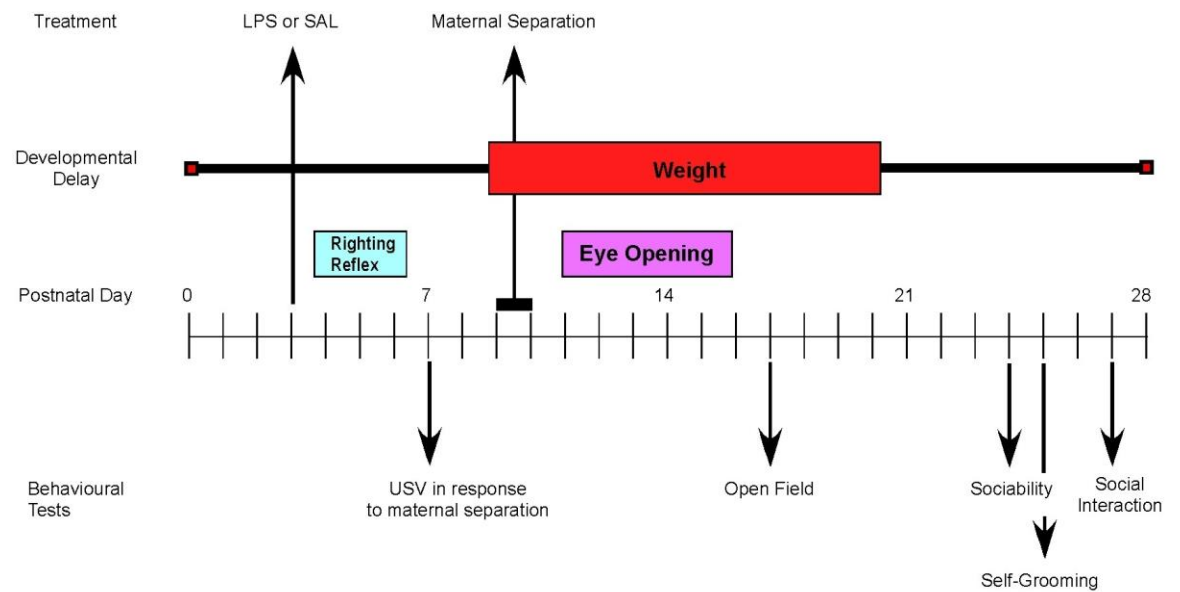 Treatment
LPS or SAL
Maternal Separation
Developmental
Delay
Weight
Righting
Reflex
Eye Opening
Postnatal Day
0
7
14
21
28
Behavioural
Tests
USV in response
to maternal separation
Open Field
Sociability
Social
Interaction
Self-Grooming